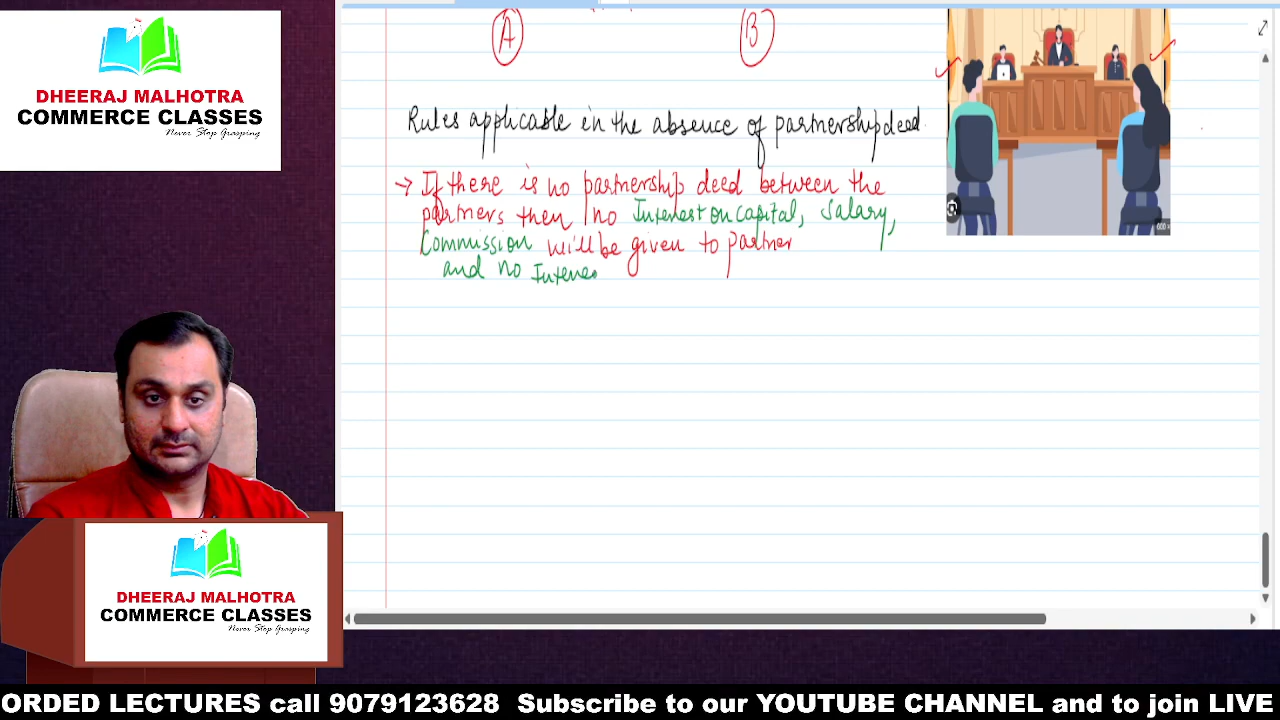 DHEERAJ MALHOTRA
COMMERCE CLASSES
Never Stop Grasping
A
B
Rules applicable in the absence of partnership deed.
→ If there is no partnership deed between the
partners then no Interest on capital, Salary,
Commission will be given to partner
and no Interes
DHEERAJ MALHOTRA
COMMERCE CLASSES
Never Stop Grasping
ORDED LECTURES call 9079123628 Subscribe to our YOUTUBE CHANNEL and to join LIVE